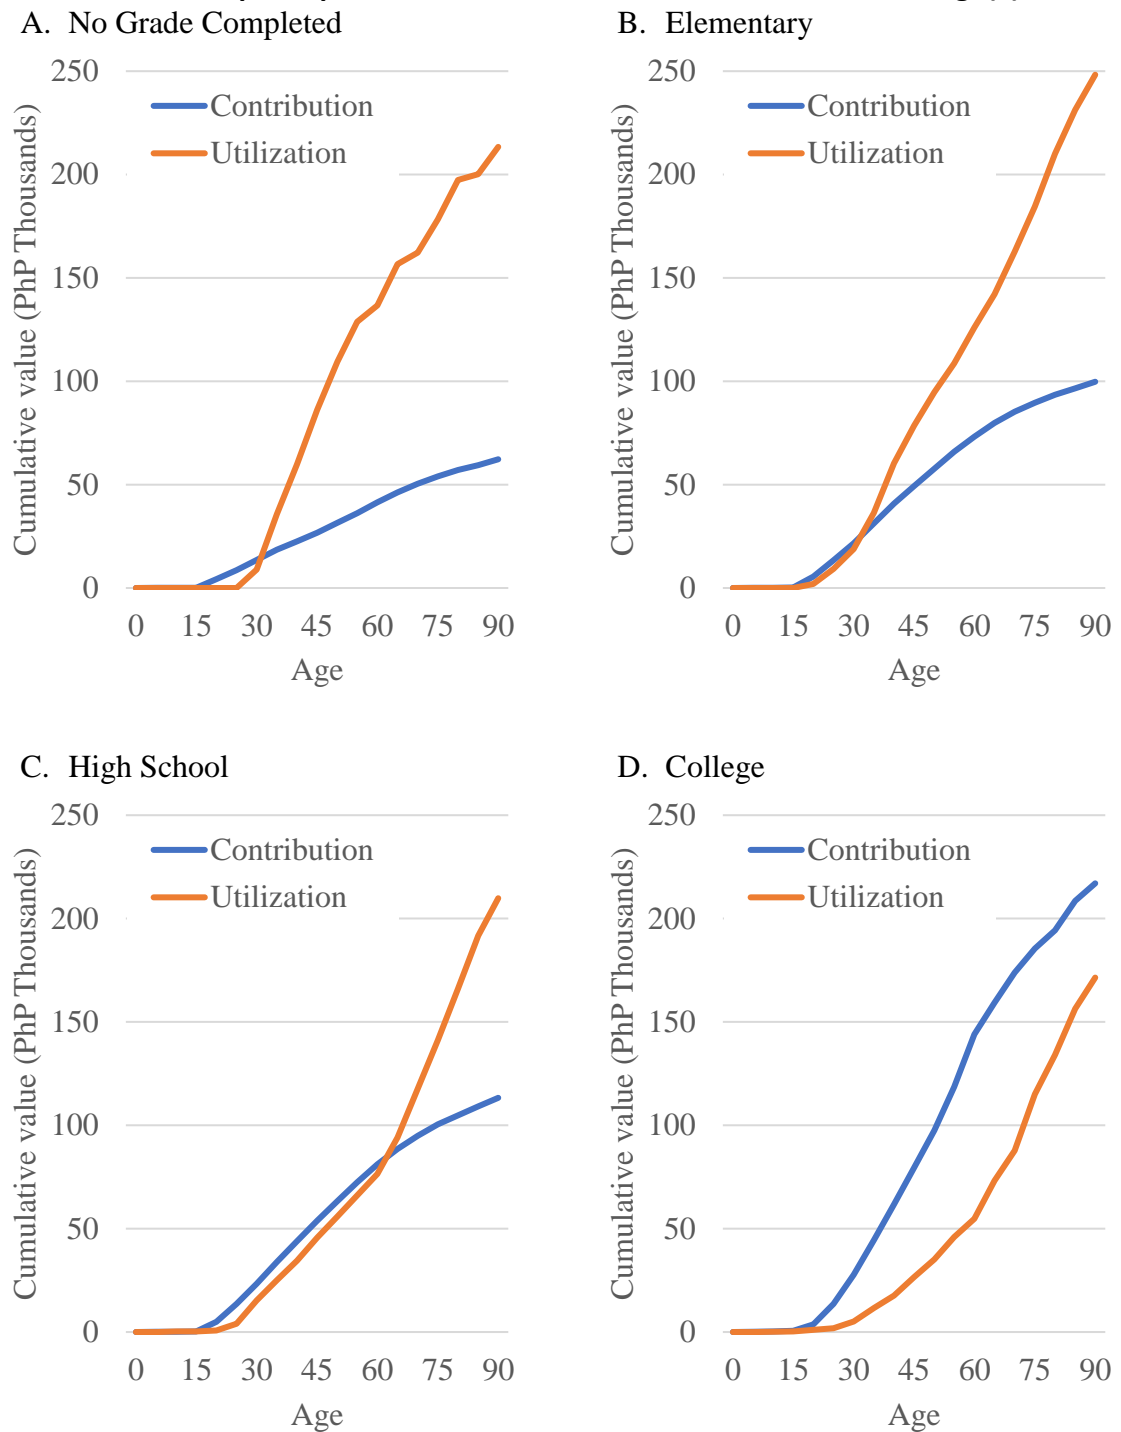 A. No Grade Completed
250
200
150
100
50
0
Cumulative value (PhP Thousands)
Contribution
Utilization
0 15 30 45 60 75 90
Age
B. Elementary
250
200
150
100
50
0
Cumulative value (PhP Thousands)
Contribution
Utilization
0 15 30 45 60 75 90
Age
C. High School
250
200
150
100
50
0
Cumulative value (PhP Thousands)
Contribution
Utilization
0 15 30 45 60 75 90
Age
D. College
250
200
150
100
50
0
Cumulative value (PhP Thousands)
Contribution
Utilization
0 15 30 45 60 75 90
Age